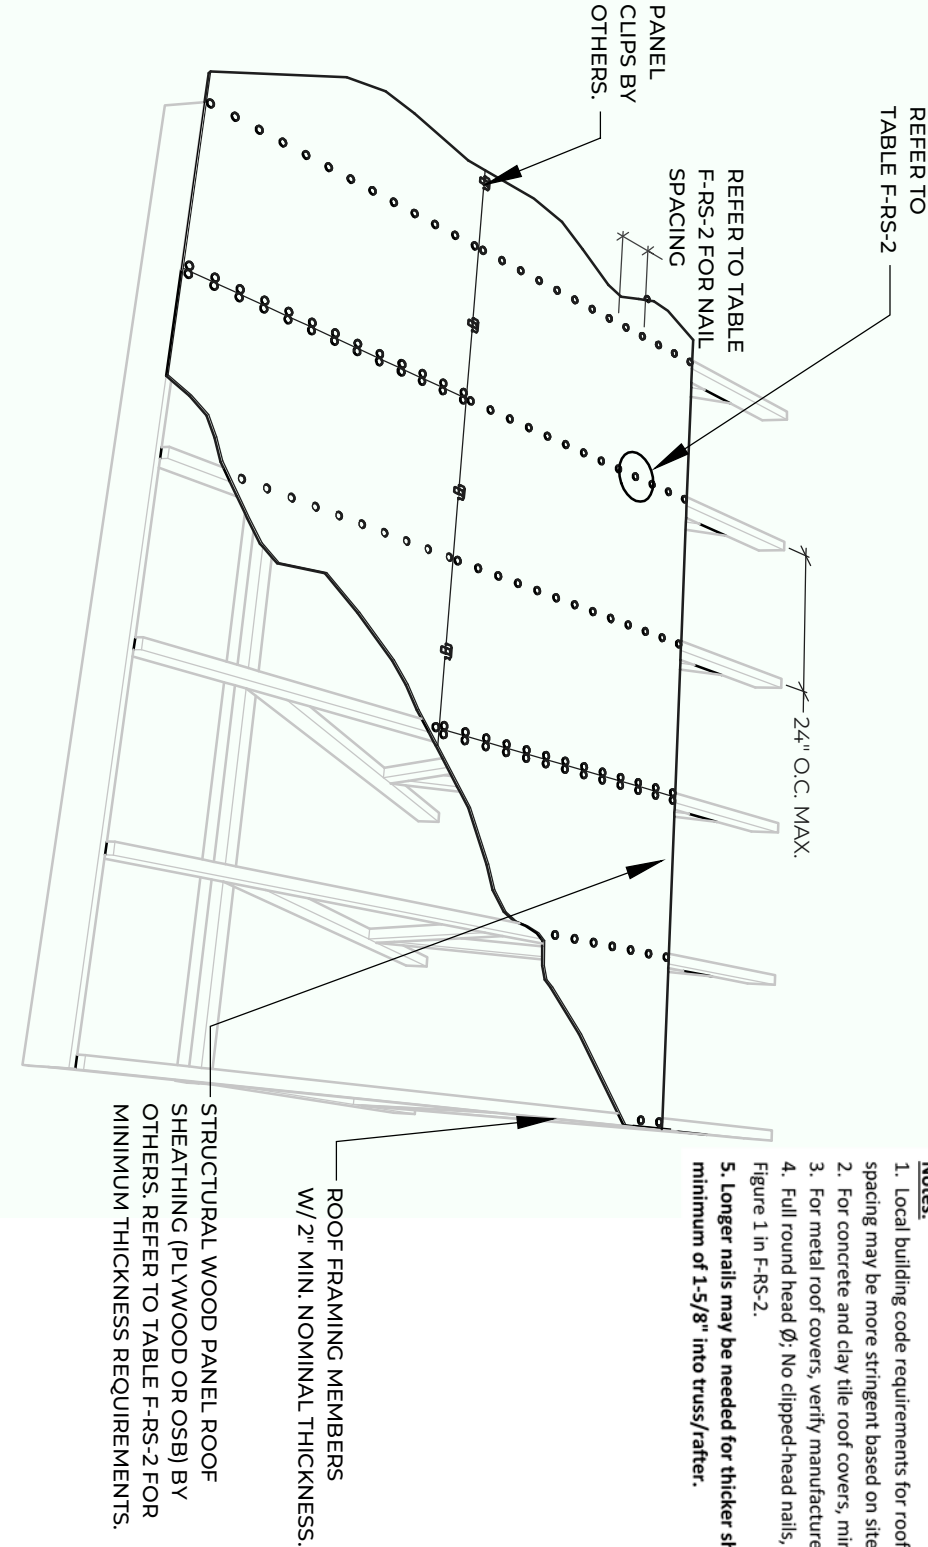 REFER TO
TABLE F-RS-2
REFER TO TABLE
F-RS-2 FOR NAIL
SPACING
PANEL
CLIPS BY
OTHERS.
24" O.C. MAX.
ROOF FRAMING MEMBERS
W/ 2" MIN. NOMINAL THICKNESS.
STRUCTURAL WOOD PANEL ROOF
SHEATHING (PLYWOOD OR OSB) BY
OTHERS. REFER TO TABLE F-RS-2 FOR
MINIMUM THICKNESS REQUIREMENTS.
Notes:
1. Local building code requirements for roof
spacing may be more stringent based on site
2. For concrete and clay tile roof covers,
3. For metal roof covers, verify
4. Full round head Ø; No clipped-head nails,
Figure 1 in F-RS-2.
5. Longer nails may be needed for thicker
minimum of 1-5/8" into truss/rafter.